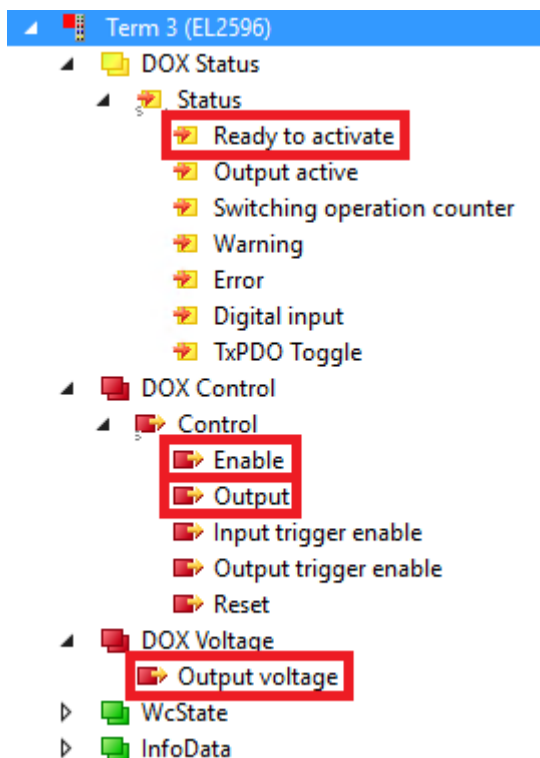 Term 3 (EL2596)
DOX Status
Status
Ready to activate
Output active
Switching operation counter
Warning
Error
Digital input
TxPDO Toggle
DOX Control
Control
Enable
Output
Input trigger enable
Output trigger enable
Reset
DOX Voltage
Output voltage
WcState
InfoData